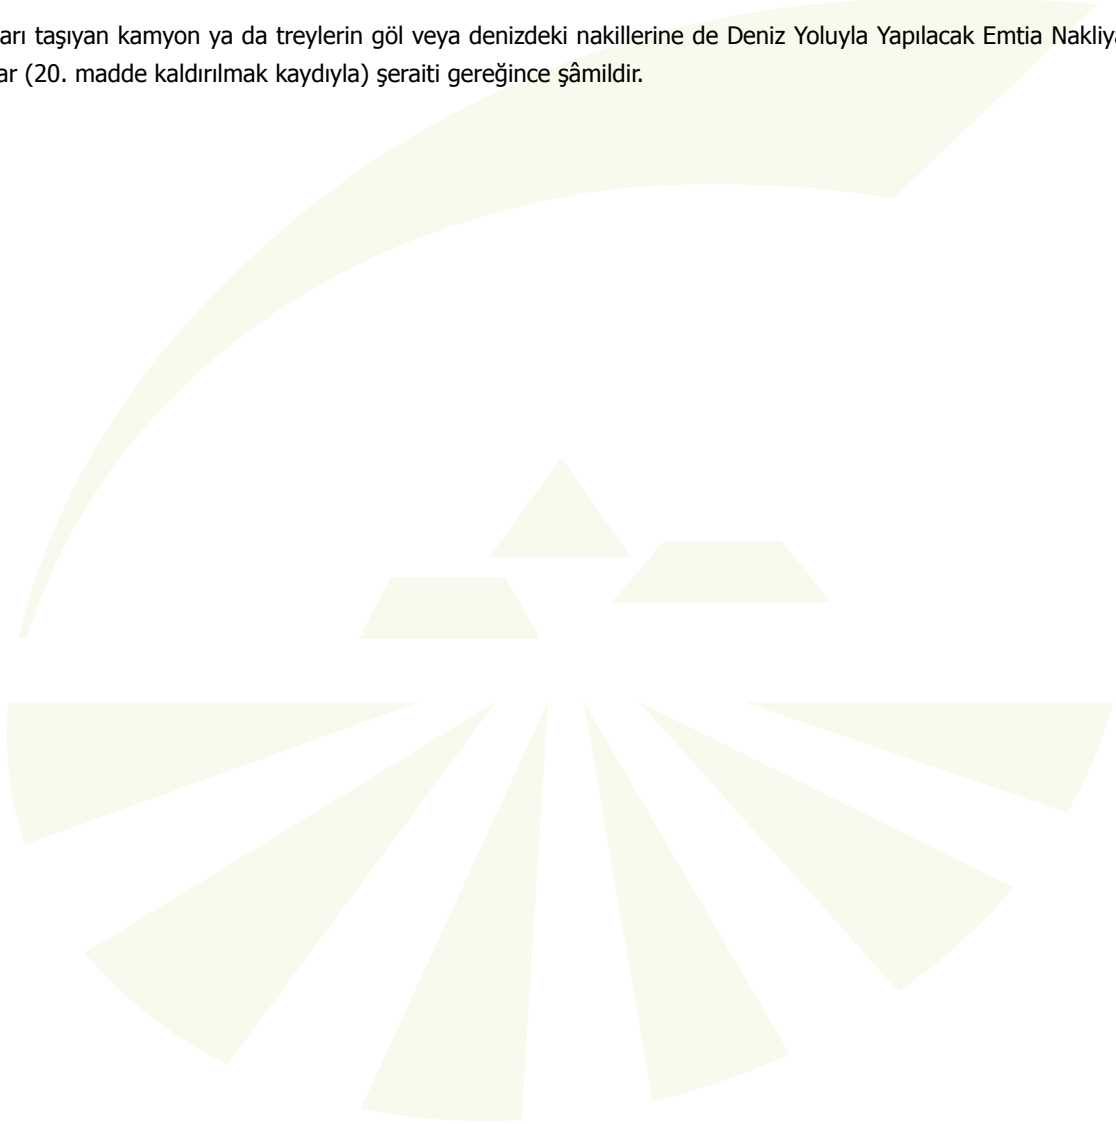 arı taşıyan kamyon ya da treylerin göl veya denizdeki nakillerine de Deniz Yoluyla Yapılacak Emtia Nakliya
ar (20. madde kaldırılmak kaydıyla) şeraiti gereğince şâmildir.